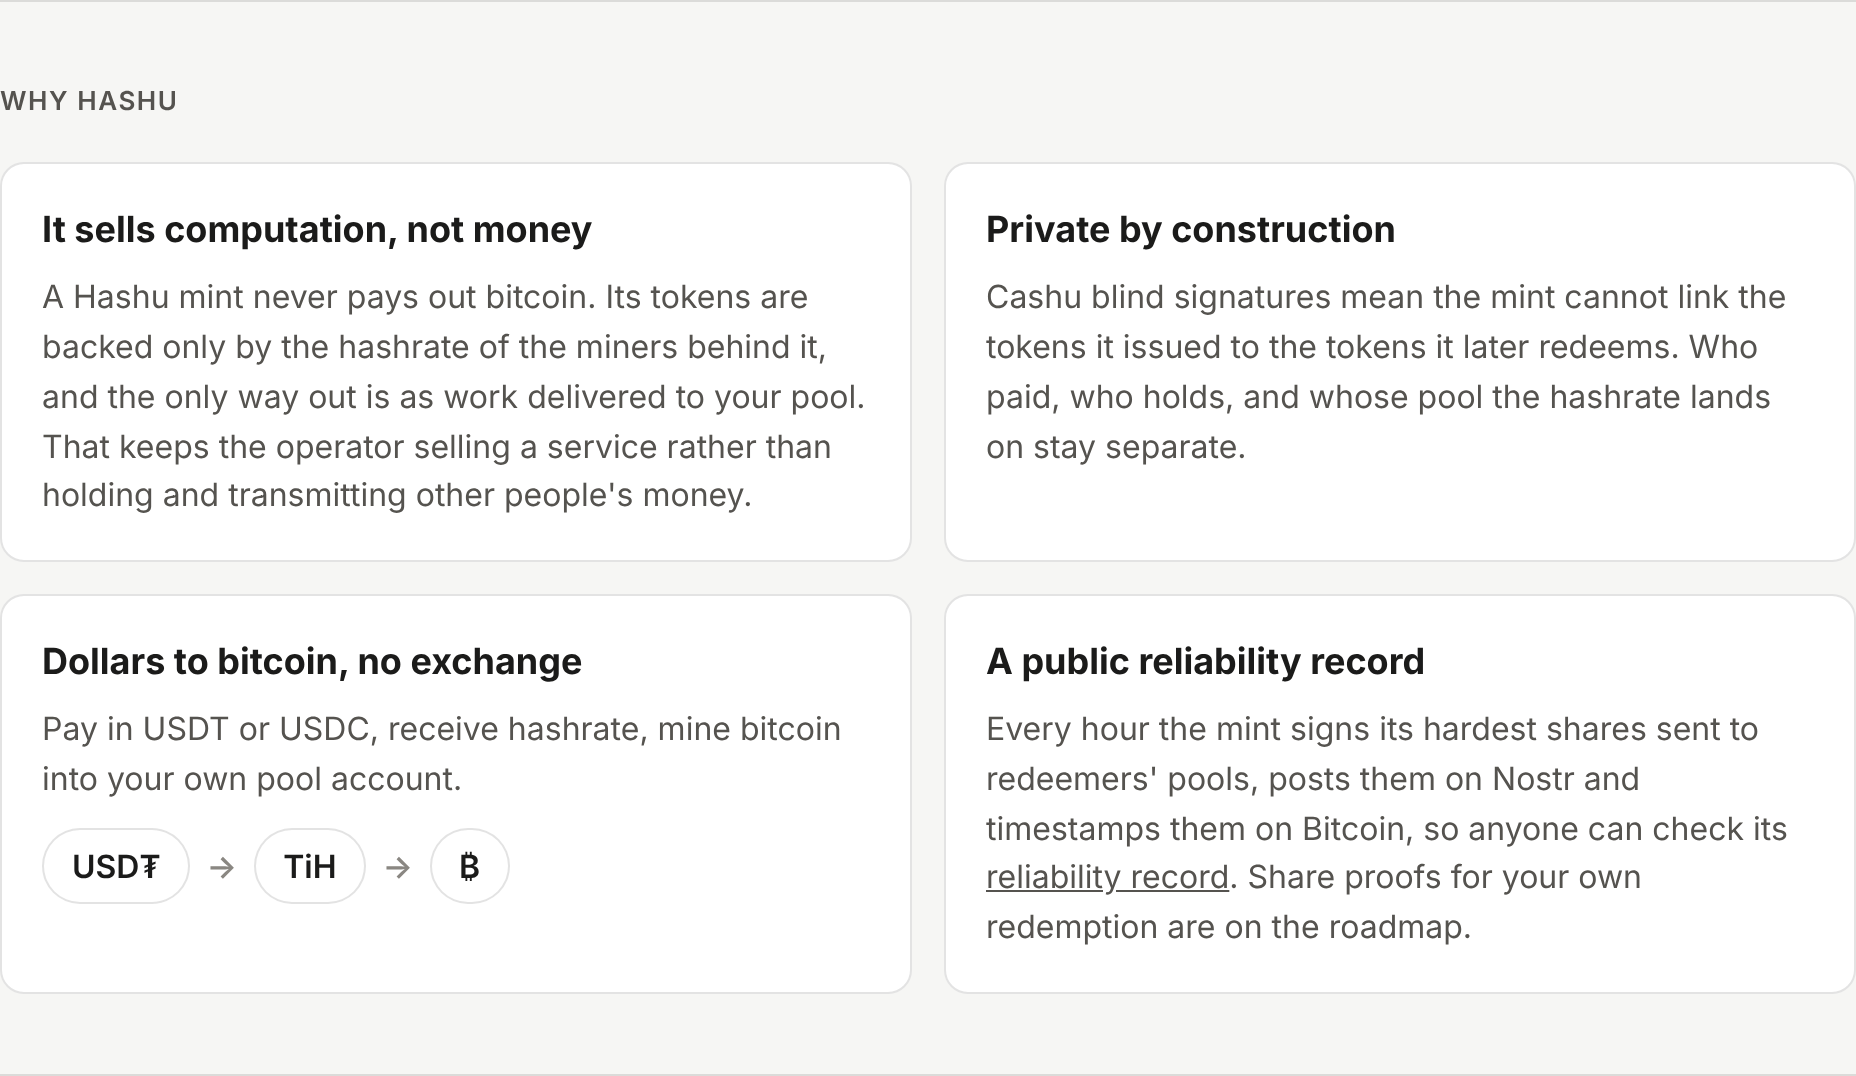 WHY HASHU
It sells computation, not money
A Hashu mint never pays out bitcoin. Its tokens are
backed only by the hashrate of the miners behind it,
and the only way out is as work delivered to your pool.
That keeps the operator selling a service rather than
holding and transmitting other people's money.
Private by construction
Cashu blind signatures mean the mint cannot link the
tokens it issued to the tokens it later redeems. Who
paid, who holds, and whose pool the hashrate lands
on stay separate.
Dollars to bitcoin, no exchange
Pay in USDT or USDC, receive hashrate, mine bitcoin
into your own pool account.
USD₮ → TiH → ₿
A public reliability record
Every hour the mint signs its hardest shares sent to
redeemers' pools, posts them on Nostr and
timestamps them on Bitcoin, so anyone can check its
reliability record. Share proofs for your own
redemption are on the roadmap.